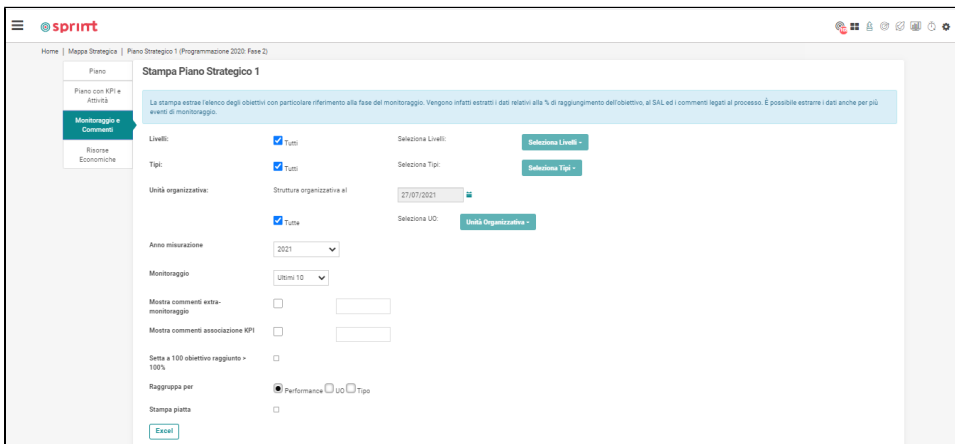 sprint
Home | Mappa Strategica | Piano Strategico 1 (Programmazione 2020: Fase 2)
Piano
Piano con KPI e
Attività
Monitoraggio e
Commenti
Risorse
Economiche
Stampa Piano Strategico 1
La stampa estrae l'elenco degli obiettivi con particolare riferimento alla fase del monitoraggio. Vengono infatti estratti i dati relativi alla % di raggiungimento dell'obiettivo, al SAL ed i commenti legati al processo. È possibile estrarre i dati anche per più
eventi di monitoraggio.
Livelli: Tutti Seleziona Livelli: Seleziona Livelli
Tipi: Tutti Seleziona Tipi: Seleziona Tipi
Unità organizzativa: Struttura organizzativa al 27/07/2021
Tutte Seleziona UO: Unità Organizzativa
Anno misurazione 2021
Monitoraggio Ultimi 10
Mostra commenti extra-
monitoraggio
Mostra commenti associazione KPI
Setta a 100 obiettivo raggiunto >
100%
Raggruppa per Performance UO Tipo
Stampa piatta
Excel